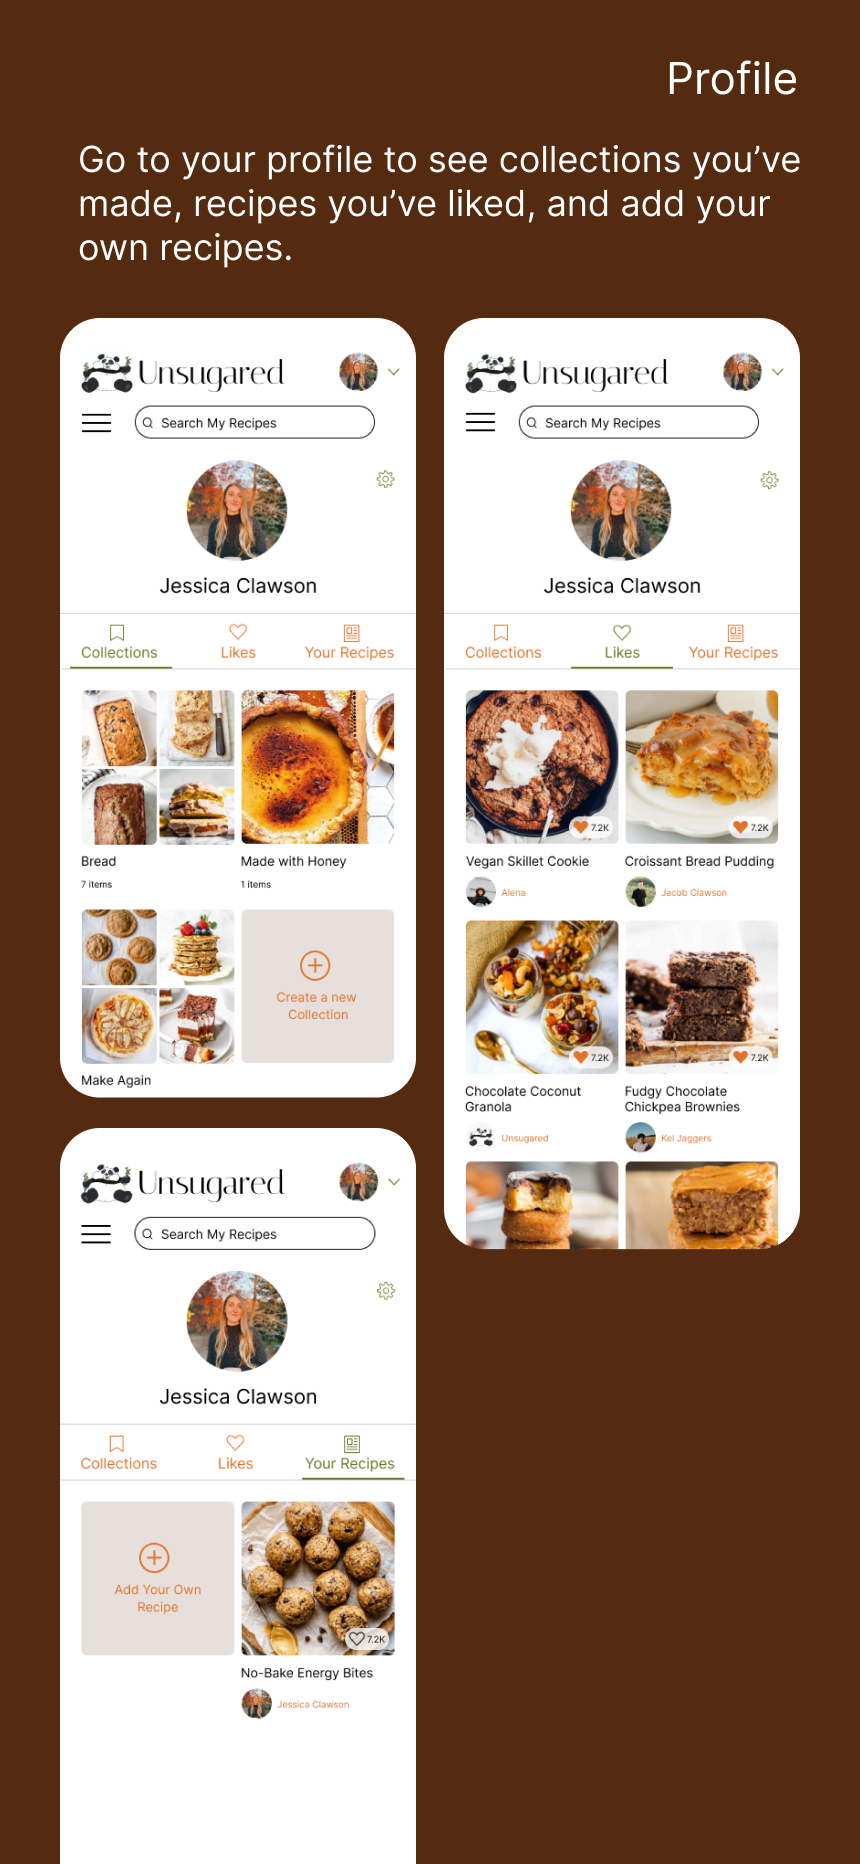 Profile
Go to your profile to see collections you've
made, recipes you've liked, and add your
own recipes.
Unsugared
Search My Recipes
Jessica Clawson
Collections
Likes
Your Recipes
Bread
7 items
Made with Honey
1 items
Create a new
Collection
Make Again
Unsugared
Search My Recipes
Jessica Clawson
Collections
Likes
Your Recipes
7.2K
7.2K
Vegan Skillet Cookie
Alena
Croissant Bread Pudding
Jacob Clawson
7.2K
7.2K
Chocolate Coconut
Granola
Unsugared
Fudgy Chocolate
Chickpea Brownies
Kel Jaggers
Unsugared
Search My Recipes
Jessica Clawson
Collections
Likes
Your Recipes
Add Your Own
Recipe
7.2K
No-Bake Energy Bites
Jessica Clawson